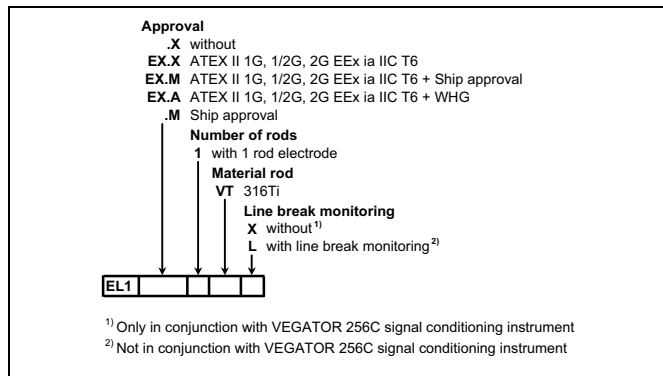 Approval
.X without
EX.X ATEX II 1G, 1/2G, 2G EEx ia IIC T6
EX.M ATEX II 1G, 1/2G, 2G EEx ia IIC T6 + Ship approval
EX.A ATEX II 1G, 1/2G, 2G EEx ia IIC T6 + WHG
.M Ship approval
Number of rods
1 with 1 rod electrode
Material rod
VT 316Ti
Line break monitoring
X without 1)
L with line break monitoring 2)
EL1
1) Only in conjunction with VEGATOR 256C signal conditioning instrument
2) Not in conjunction with VEGATOR 256C signal conditioning instrument